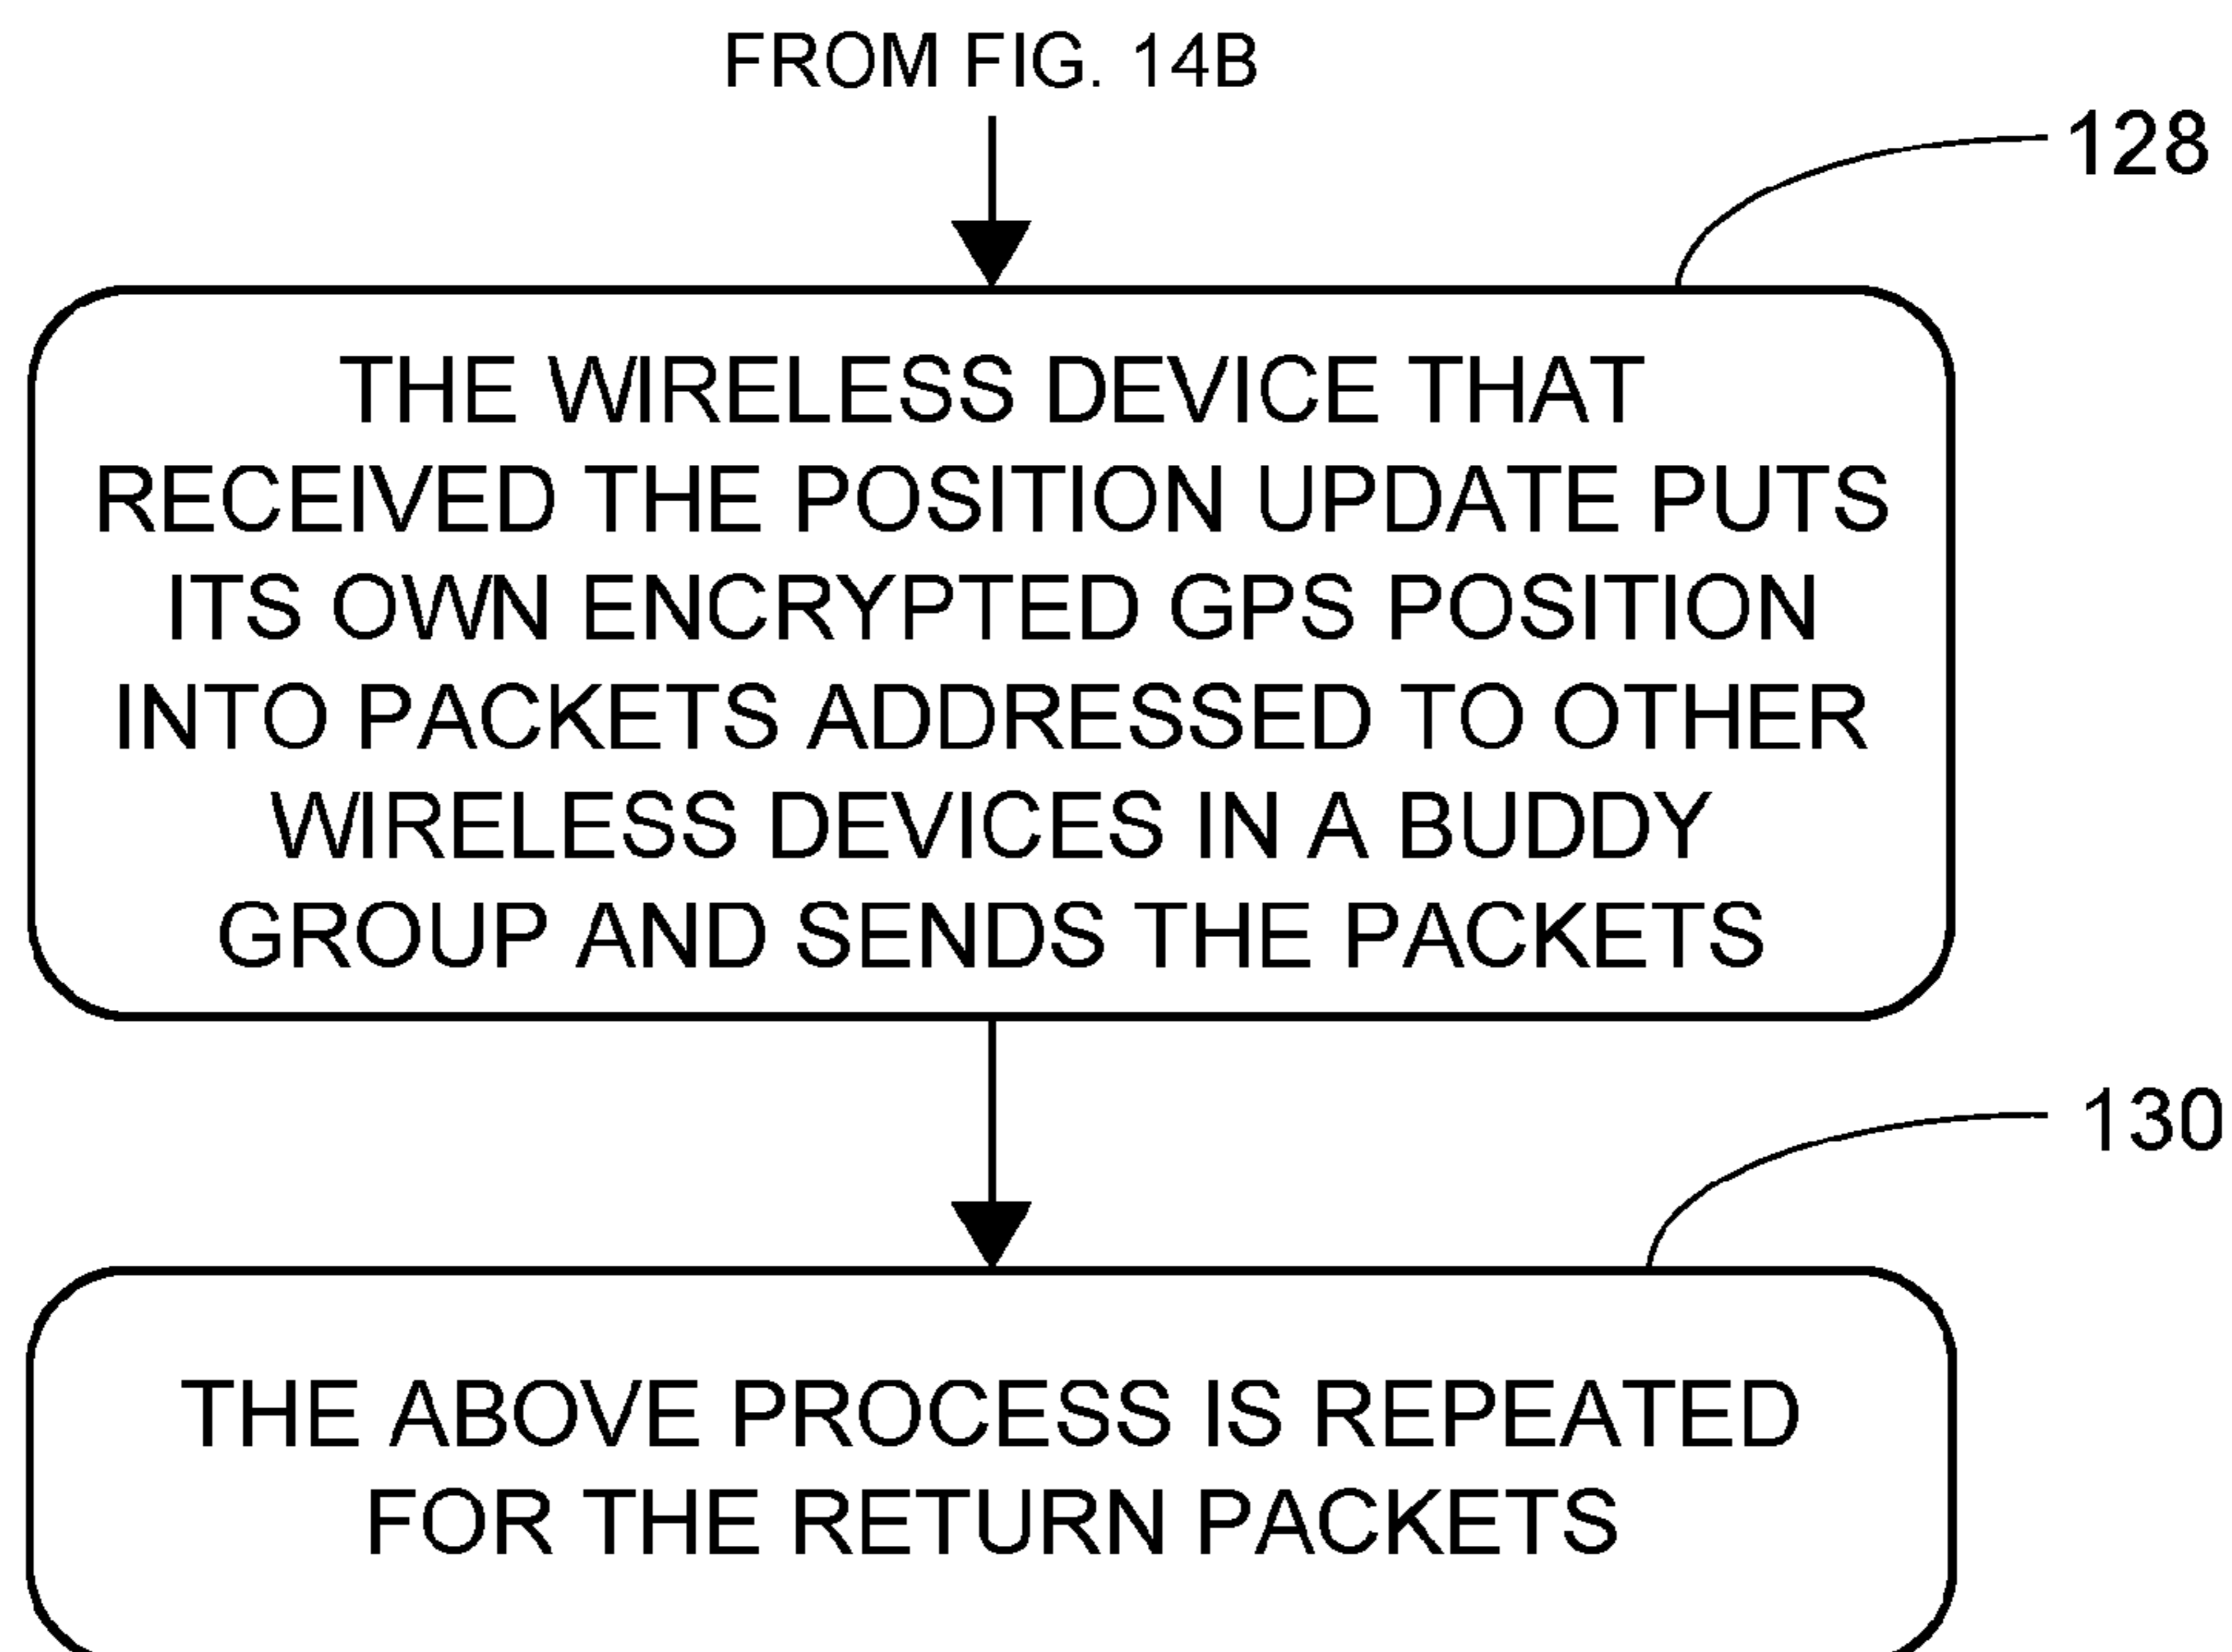 FROM FIG. 14B
128
THE WIRELESS DEVICE THAT
RECEIVED THE POSITION UPDATE PUTS
ITS OWN ENCRYPTED GPS POSITION
INTO PACKETS ADDRESSED TO OTHER
WIRELESS DEVICES IN A BUDDY
GROUP AND SENDS THE PACKETS
130
THE ABOVE PROCESS IS REPEATED
FOR THE RETURN PACKETS